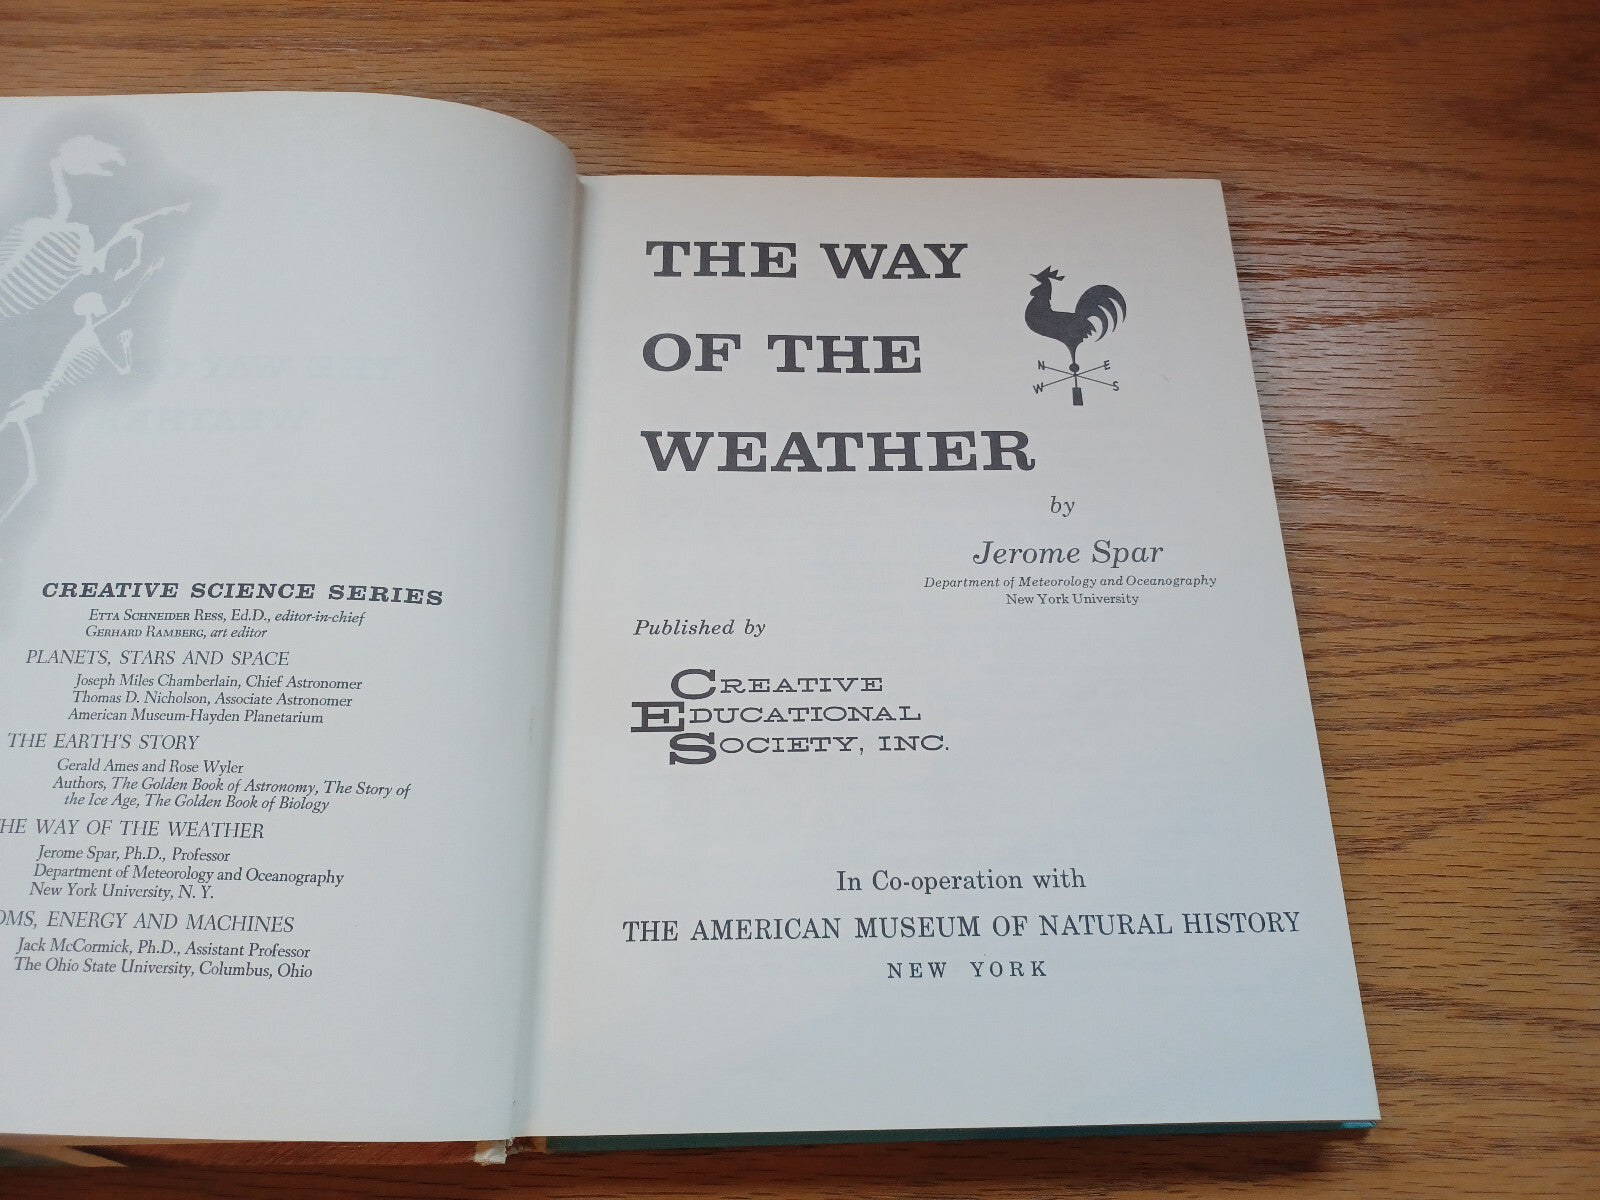 CREATIVE SCIENCE SERIES
ETTA SCHNEIDER RESS, Ed.D., editor-in-chief
GERHARD RAMBERG, art editor
PLANETS, STARS AND SPACE
Joseph Miles Chamberlain, Chief Astronomer
Thomas D. Nicholson, Associate Astronomer
American Museum-Hayden Planetarium
THE EARTH'S STORY
Gerald Ames and Rose Wyler
Authors, The Golden Book of Astronomy, The Story of
the Ice Age, The Golden Book of Biology
HE WAY OF THE WEATHER
Jerome Spar, Ph.D., Professor
Department of Meteorology and Oceanography
New York University, N. Y.
OMS, ENERGY AND MACHINES
Jack McCormick, Ph.D., Assistant Professor
The Ohio State University, Columbus, Ohio
THE WAY
OF THE
WEATHER
N E
W S
by
Jerome Spar
Department of Meteorology and Oceanography
New York University
Published by
CREATIVE
EDUCATIONAL
SOCIETY, INC.
In Co-operation with
THE AMERICAN MUSEUM OF NATURAL HISTORY
NEW YORK